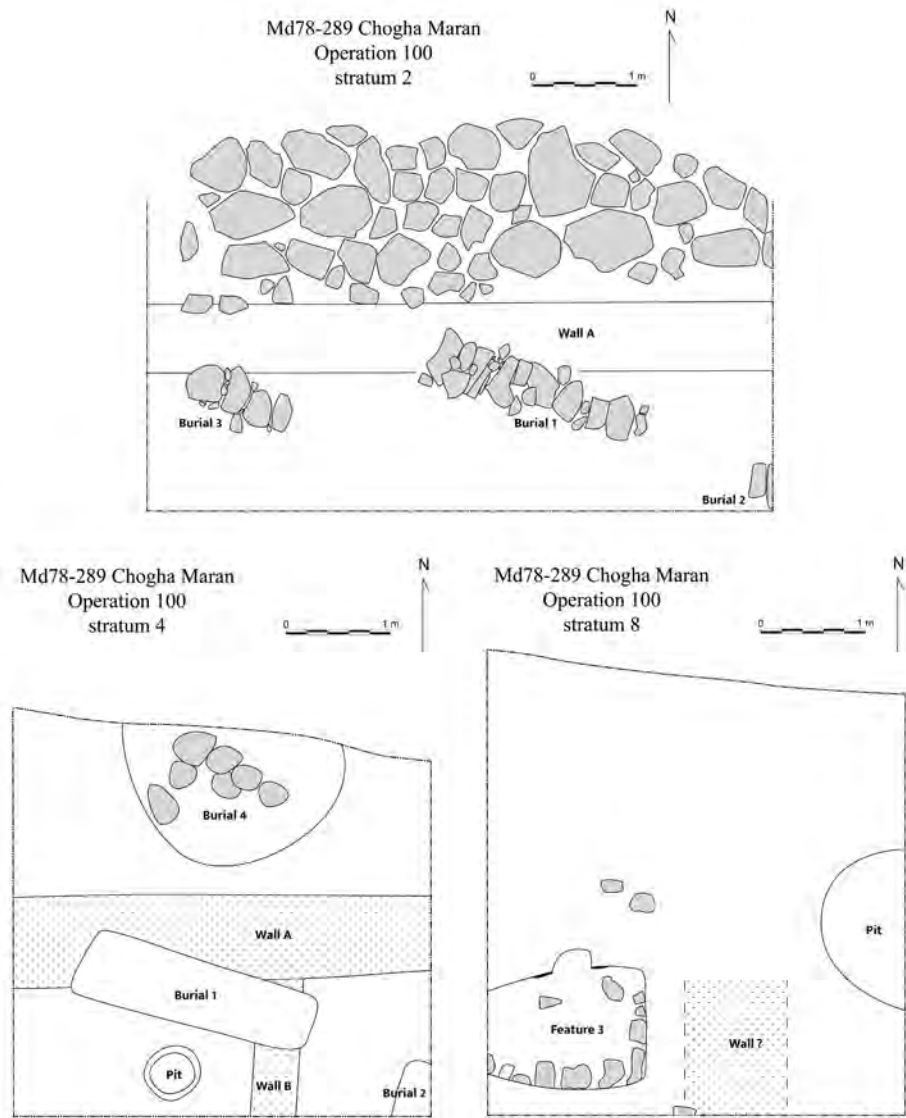 Md78-289 Chogha Maran
Operation 100
stratum 2
N
0 1 m
Wall A
Burial 3
Burial 1
Burial 2
Md78-289 Chogha Maran
Operation 100
stratum 4
N
0 1 m
Burial 4
Wall A
Burial 1
Pit
Wall B
Burial 2
Md78-289 Chogha Maran
Operation 100
stratum 8
N
0 1 m
Pit
Feature 3
Wall ?